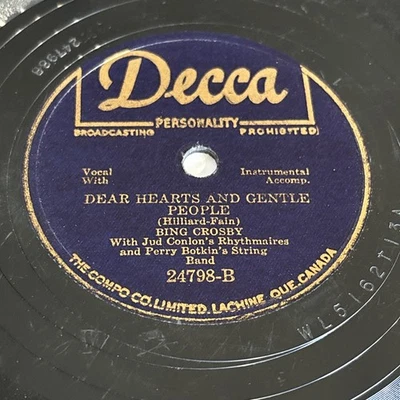 247988
Decca
PERSONALITY
BROADCASTING PROHIBITED
Vocal With
Instrumental Accomp.
DEAR HEARTS AND GENTLE
PEOPLE
(Hilliard-Fain)
BING CROSBY
With Jud Conlon's Rhythmaires
and Perry Botkin's String
Band
24798-B
THE COMPO CO. LIMITED. LACHINE QUE. CANADA